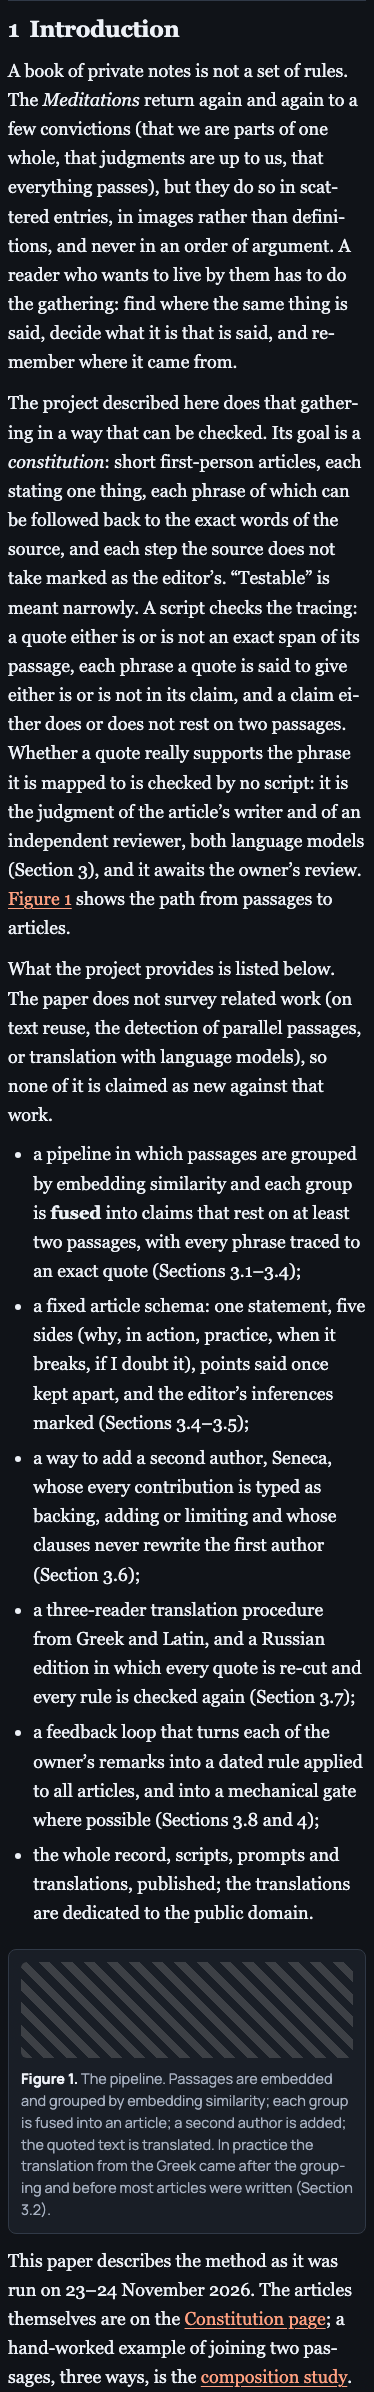 1 Introduction
A book of private notes is not a set of rules.
The Meditations return again and again to a
few convictions (that we are parts of one
whole, that judgments are up to us, that
everything passes), but they do so in scat-
tered entries, in images rather than defini-
tions, and never in an order of argument. A
reader who wants to live by them has to do
the gathering: find where the same thing is
said, decide what it is that is said, and re-
member where it came from.
The project described here does that gather-
ing in a way that can be checked. Its goal is a
constitution: short first-person articles, each
stating one thing, each phrase of which can
be followed back to the exact words of the
source, and each step the source does not
take marked as the editor’s. “Testable” is
meant narrowly. A script checks the tracing:
a quote either is or is not an exact span of its
passage, each phrase a quote is said to give
either is or is not in its claim, and a claim ei-
ther does or does not rest on two passages.
Whether a quote really supports the phrase
it is mapped to is checked by no script: it is
the judgment of the article’s writer and of an
independent reviewer, both language models
(Section 3), and it awaits the owner’s review.
Figure 1 shows the path from passages to
articles.
What the project provides is listed below.
The paper does not survey related work (on
text reuse, the detection of parallel passages,
or translation with language models), so
none of it is claimed as new against that
work.
• a pipeline in which passages are grouped
by embedding similarity and each group
is fused into claims that rest on at least
two passages, with every phrase traced to
an exact quote (Sections 3.1–3.4);
• a fixed article schema: one statement, five
sides (why, in action, practice, when it
breaks, if I doubt it), points said once
kept apart, and the editor’s inferences
marked (Sections 3.4–3.5);
• a way to add a second author, Seneca,
whose every contribution is typed as
backing, adding or limiting and whose
clauses never rewrite the first author
(Section 3.6);
• a three-reader translation procedure
from Greek and Latin, and a Russian
edition in which every quote is re-cut and
every rule is checked again (Section 3.7);
• a feedback loop that turns each of the
owner’s remarks into a dated rule applied
to all articles, and into a mechanical gate
where possible (Sections 3.8 and 4);
• the whole record, scripts, prompts and
translations, published; the translations
are dedicated to the public domain.
Figure 1. The pipeline. Passages are embedded
and grouped by embedding similarity; each group
is fused into an article; a second author is added;
the quoted text is translated. In practice the
translation from the Greek came after the group-
ing and before most articles were written (Section
3.2).
This paper describes the method as it was
run on 23–24 November 2026. The articles
themselves are on the Constitution page; a
hand-worked example of joining two pas-
sages, three ways, is the composition study.